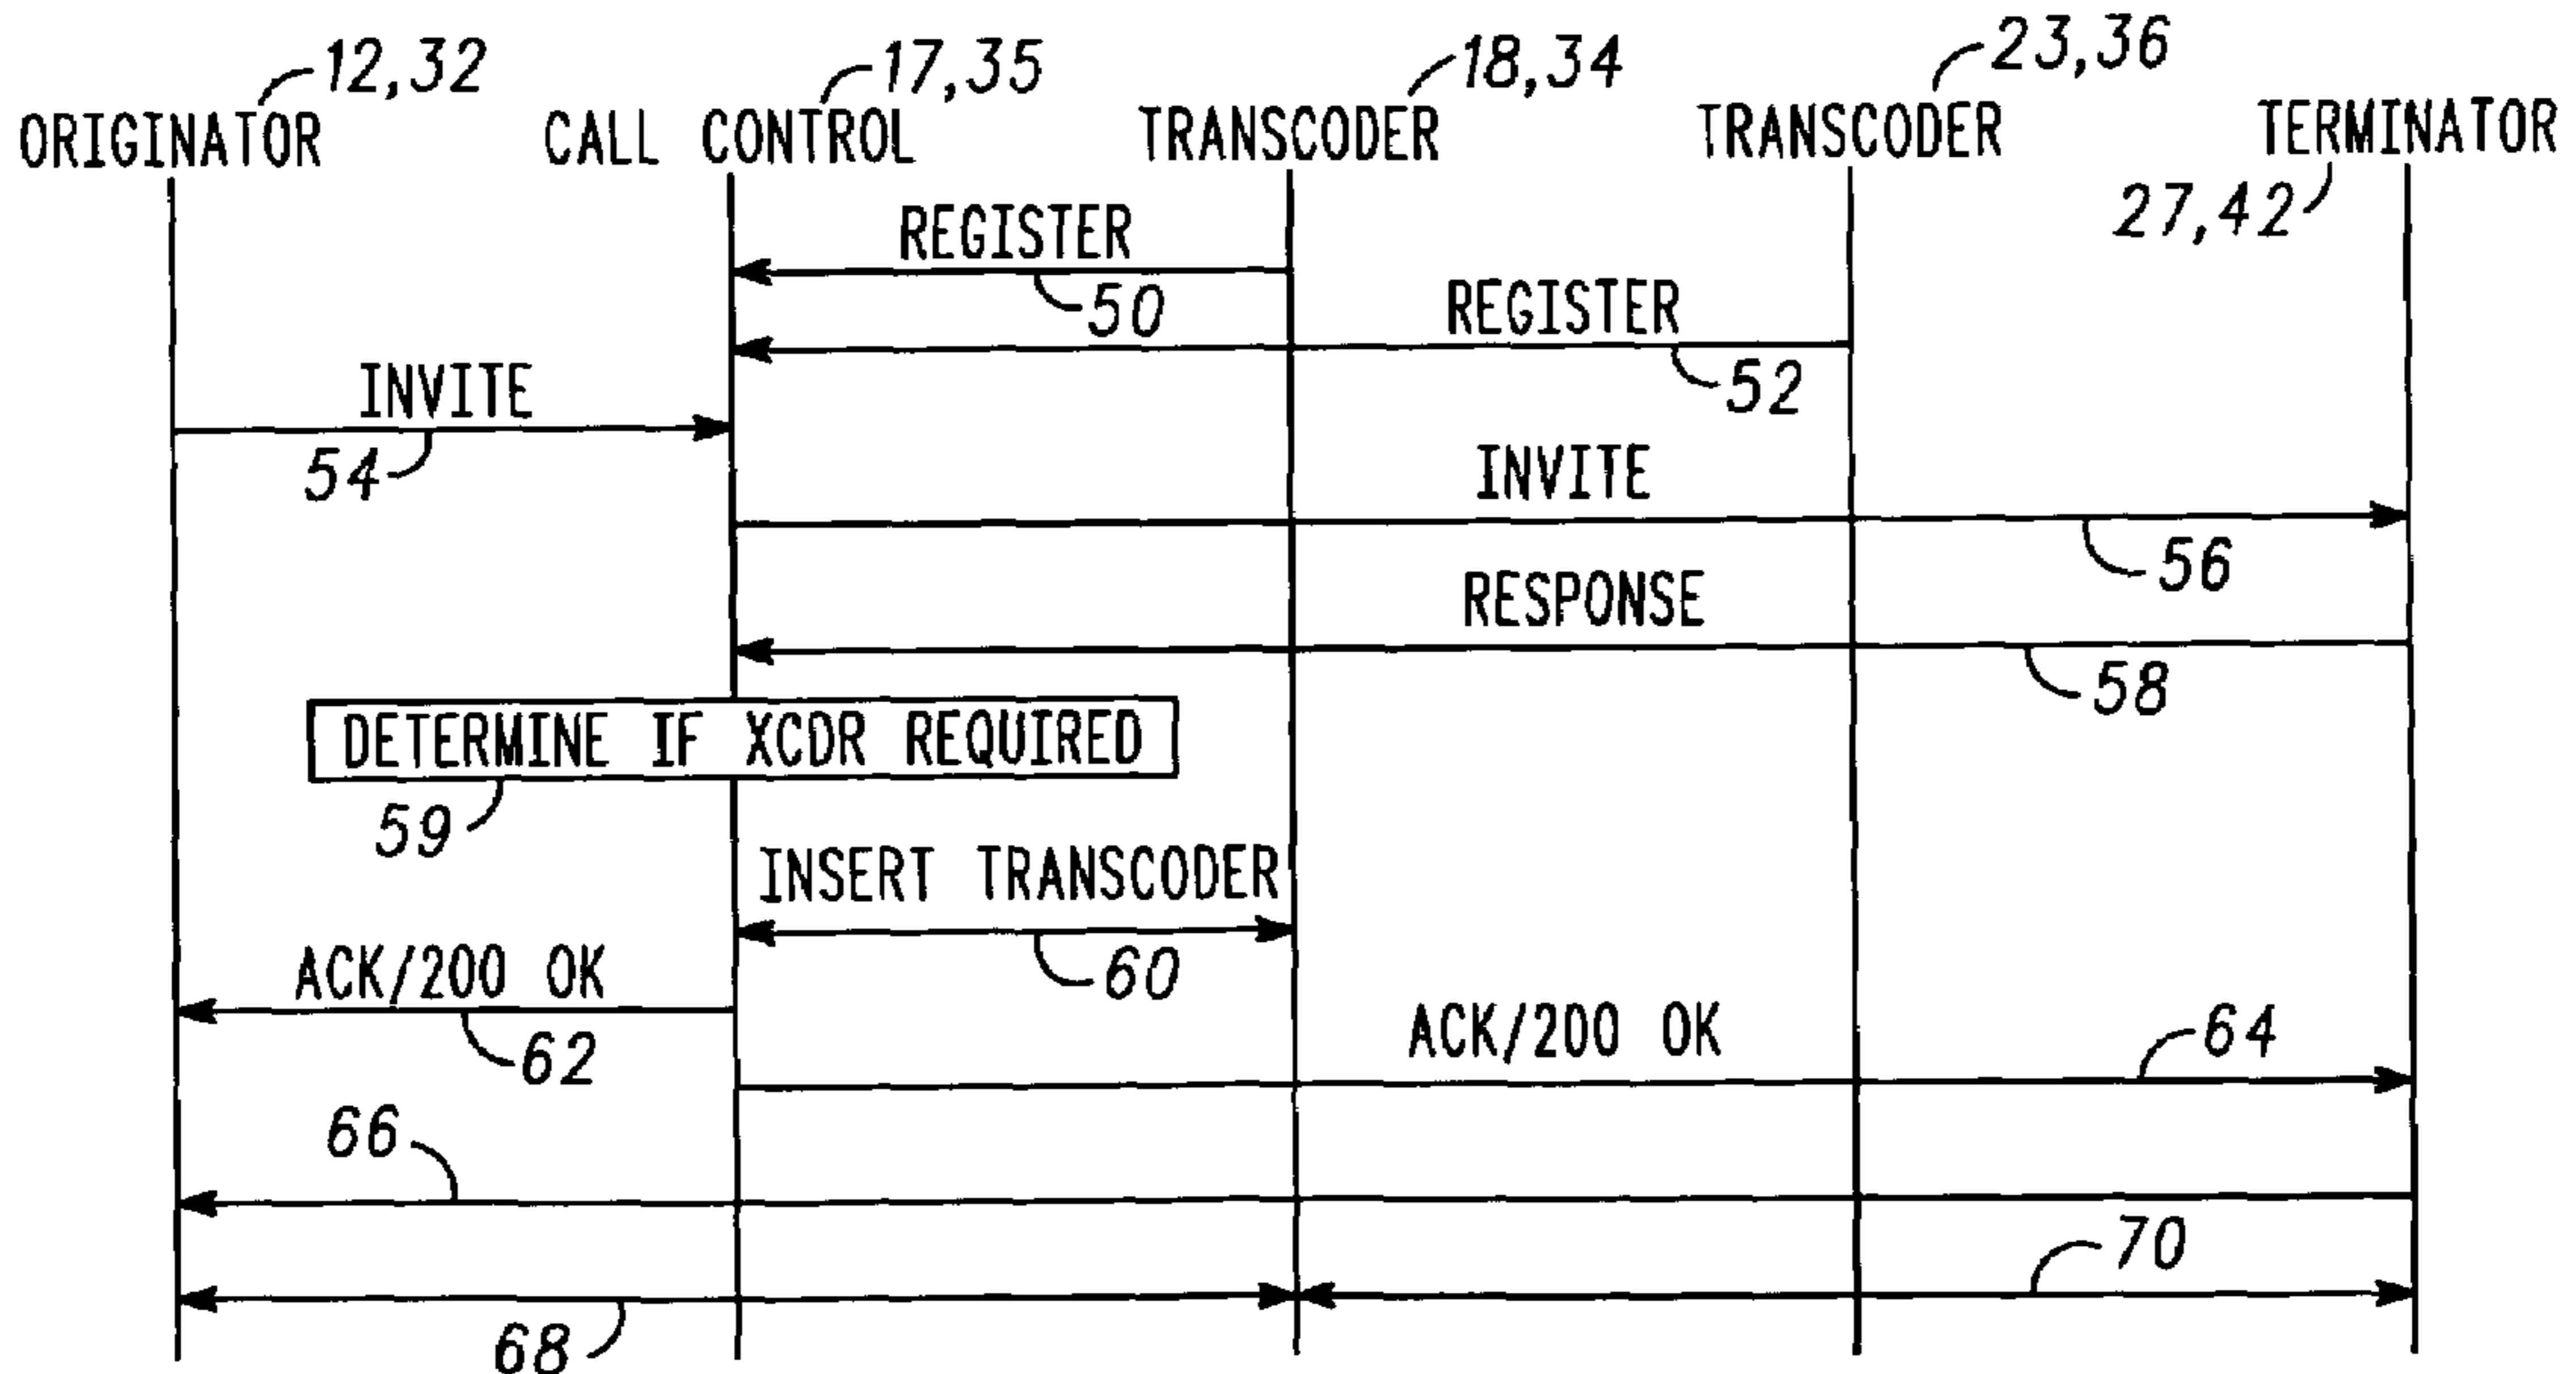 12,32
17,35
18,34
23,36
ORIGINATOR
CALL CONTROL
TRANSCODER
TRANSCODER
TERMINATOR
27,42
REGISTER
50
REGISTER
52
INVITE
54
INVITE
56
RESPONSE
58
DETERMINE IF XCDR REQUIRED
59
INSERT TRANSCODER
60
ACK/200 OK
62
ACK/200 OK
64
66
70
68